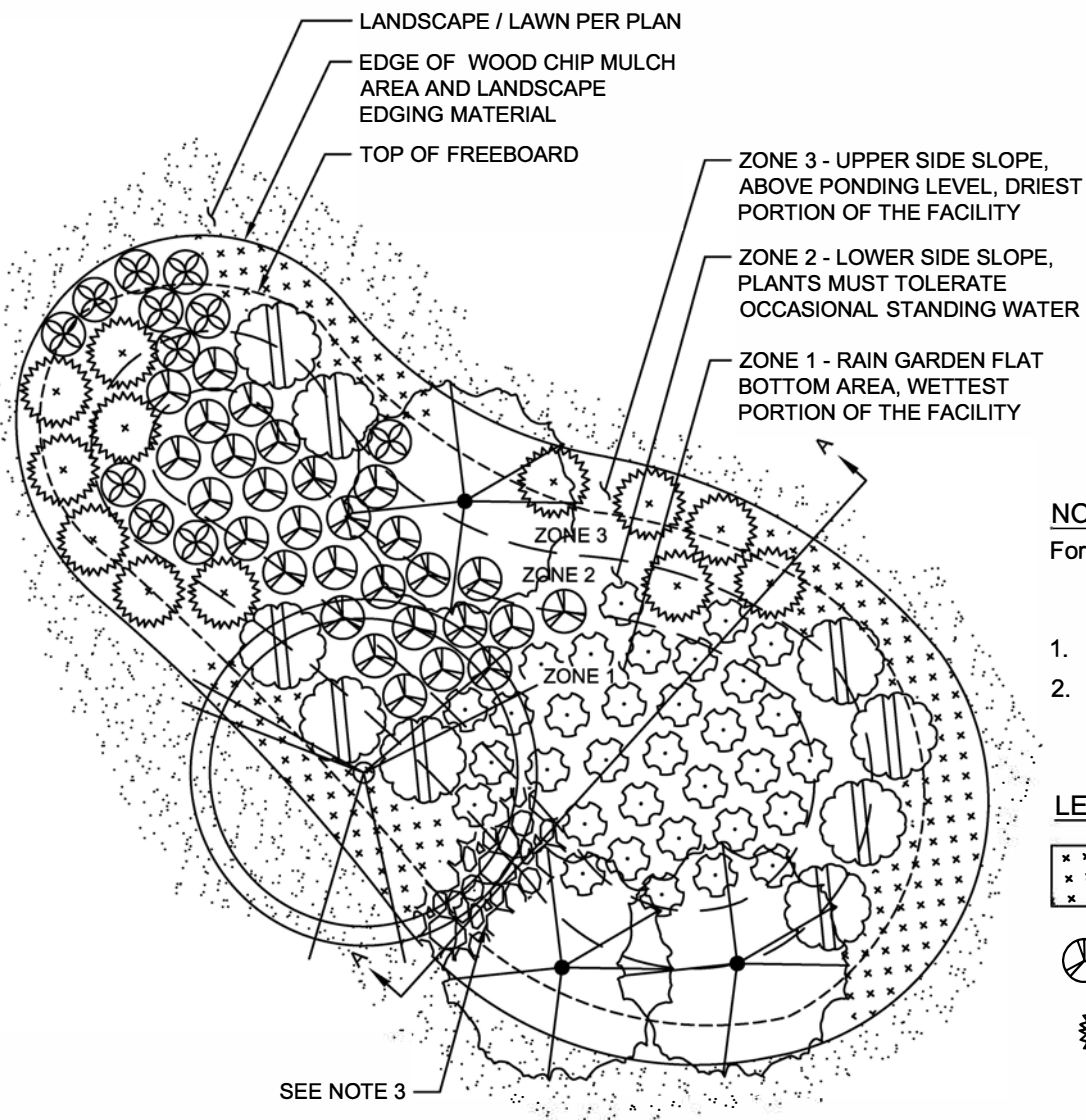 LANDSCAPE / LAWN PER PLAN
EDGE OF WOOD CHIP MULCH
AREA AND LANDSCAPE
EDGING MATERIAL
TOP OF FREEBOARD
ZONE 3 - UPPER SIDE SLOPE,
ABOVE PONDING LEVEL, DRIEST
PORTION OF THE FACILITY
ZONE 2 - LOWER SIDE SLOPE,
PLANTS MUST TOLERATE
OCCASIONAL STANDING WATER
ZONE 1 - RAIN GARDEN FLAT
BOTTOM AREA, WETTEST
PORTION OF THE FACILITY
A
NO
For
ZONE 3
ZONE 2
1.
ZONE 1
2.
LE
A
SEE NOTE 3